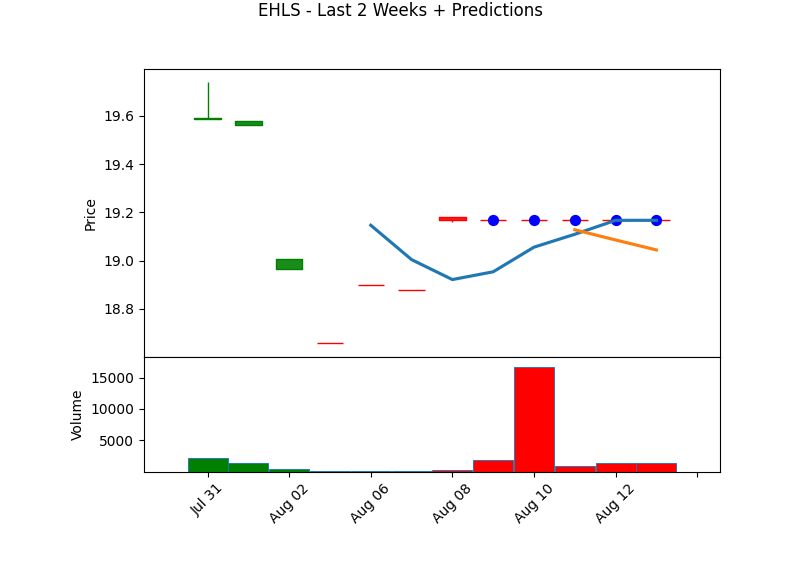 EHLS - Last 2 Weeks + Predictions
Price
19.6
19.4
19.2
19.0
18.8
Volume
15000
10000
5000
Jul 31
Aug 02
Aug 06
Aug 08
Aug 10
Aug 12